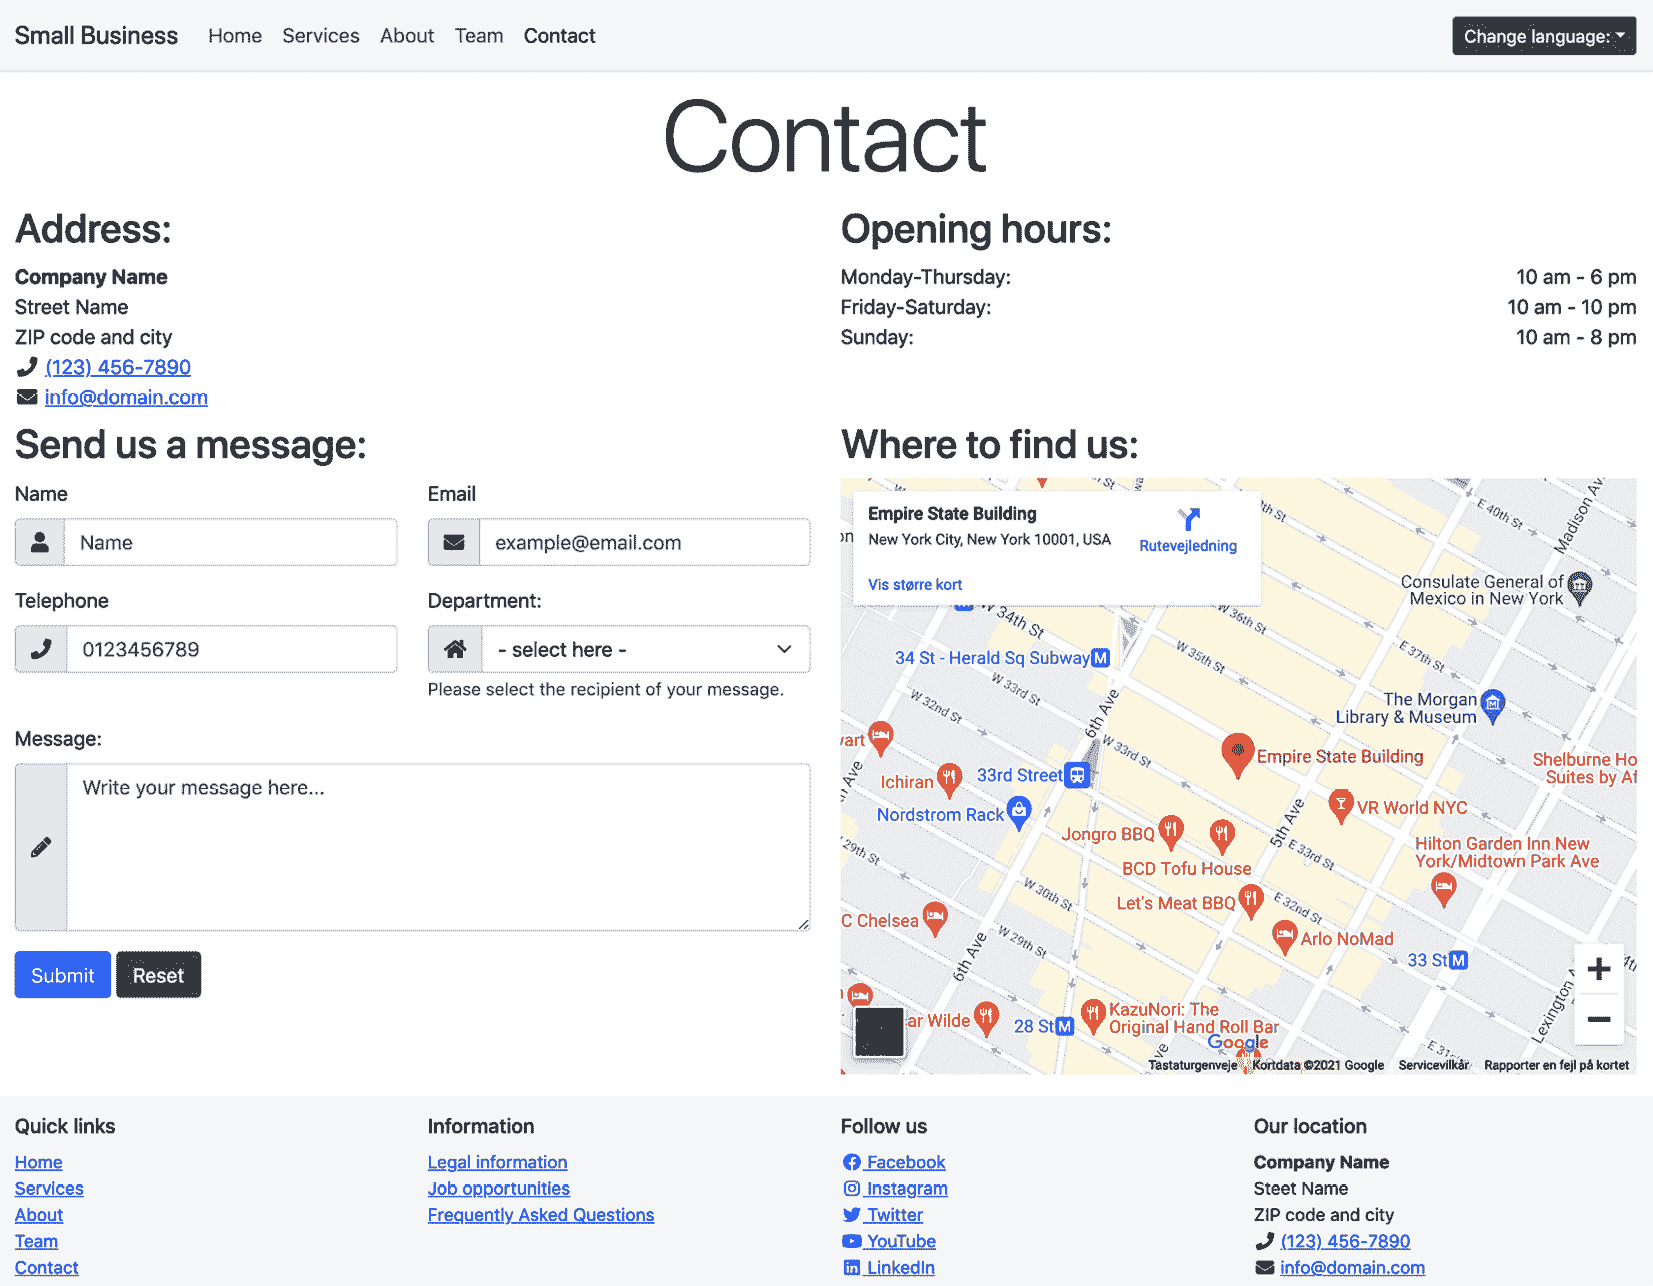 Small Business Home Services About Team Contact Change language:
Contact
Address:
Company Name
Street Name
ZIP code and city
(123) 456-7890
info@domain.com
Opening hours:
Monday-Thursday: 10 am - 6 pm
Friday-Saturday: 10 am - 10 pm
Sunday: 10 am - 8 pm
Send us a message:
Name
Name
Email
example@email.com
Telephone
0123456789
Department:
- select here -
Please select the recipient of your message.
Message:
Write your message here...
Submit Reset
Where to find us:
Empire State Building
New York City, New York 10001, USA
Rutevejledning
Vis større kort
E 40th St
Madison Av
Consulate General of
Mexico in New York
W 34th St
W 36th St
34 St - Herald Sq Subway
W 35th St
E 37th St
W 33rd St
W 32nd St
The Morgan
Library & Museum
6th Ave
W 33rd St
Empire State Building
Shelburne Ho
Suites by Af
33rd Street
Ichiran
Nordstrom Rack
VR World NYC
5th Ave
Jongro BBQ
BCD Tofu House
E 33rd St
Hilton Garden Inn New
York/Midtown Park Ave
W 30th St
Let's Meat BBQ
E 32nd St
C Chelsea
W 29th St
Arlo NoMad
6th Ave
33 St
Lexington A
ar Wilde
28 St
KazuNori: The
Original Hand Roll Bar
Google
E 31st
Tastaturgenveje Kortdata ©2021 Google Servicevilkår Rapporter en fejl på kortet
Quick links
Home
Services
About
Team
Contact
Information
Legal information
Job opportunities
Frequently Asked Questions
Follow us
Facebook
Instagram
Twitter
YouTube
LinkedIn
Our location
Company Name
Steet Name
ZIP code and city
(123) 456-7890
info@domain.com